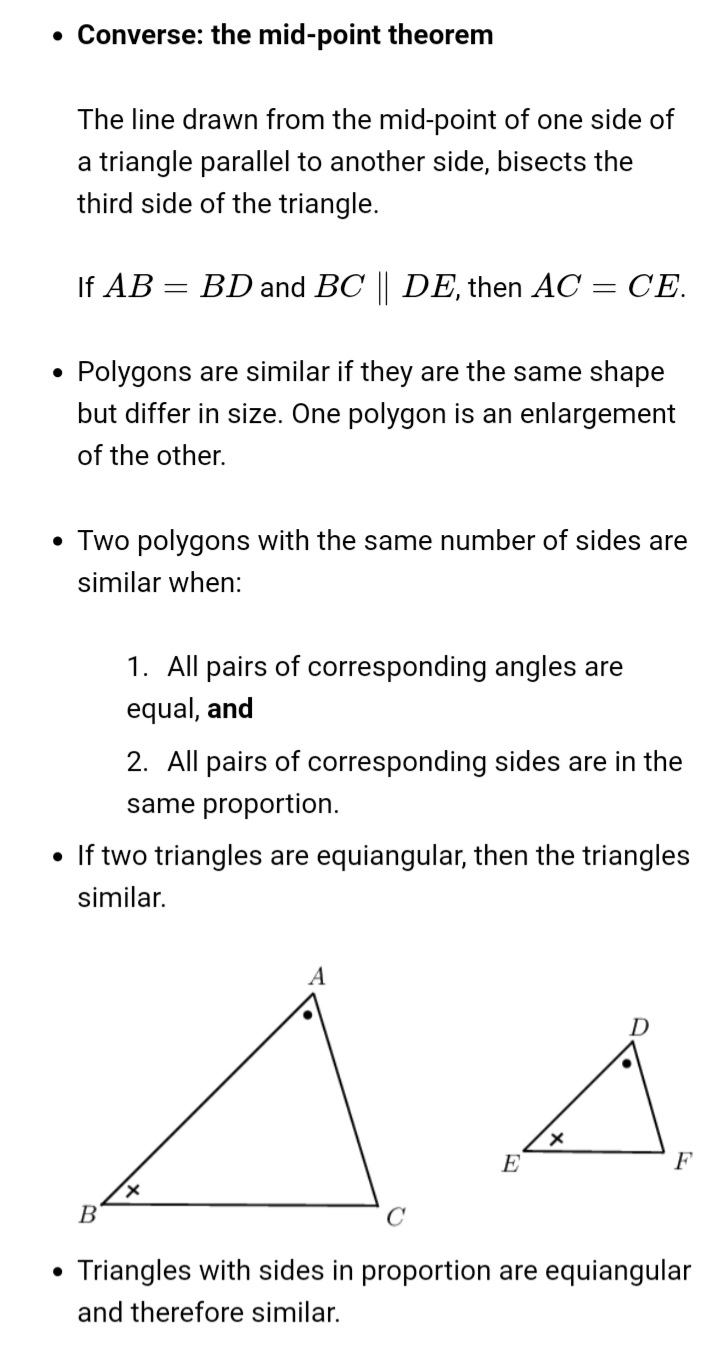 • Converse: the mid-point theorem
The line drawn from the mid-point of one side of
a triangle parallel to another side, bisects the
third side of the triangle.
If AB = BD and BC ∥ DE, then AC = CE.
• Polygons are similar if they are the same shape
but differ in size. One polygon is an enlargement
of the other.
• Two polygons with the same number of sides are
similar when:
1. All pairs of corresponding angles are
equal, and
2. All pairs of corresponding sides are in the
same proportion.
• If two triangles are equiangular, then the triangles
similar.
A
D
E
F
B
C
• Triangles with sides in proportion are equiangular
and therefore similar.